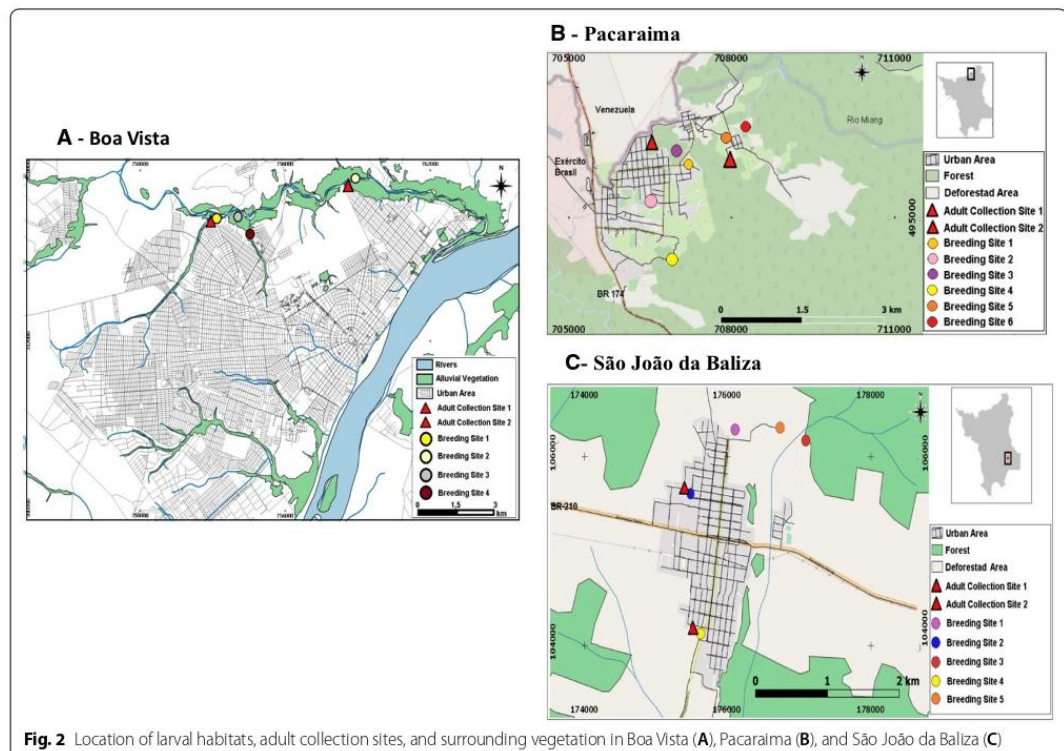 A - Boa Vista
750000
756000
762000
N
Rivers
Alluvial Vegetation
Urban Area
Adult Collection Site 1
Adult Collection Site 2
Breeding Site 1
Breeding Site 2
Breeding Site 3
Breeding Site 4
0 1,5 3
km
750000
756000
B - Pacaraima
705000
708000
711000
Venezuela
Rio Miang
Exército
Brasil
495000
BR 174
0 1.5 3 km
705000
708000
711000
Urban Area
Forest
Deforestad Area
Adult Collection Site 1
Adult Collection Site 2
Breeding Site 1
Breeding Site 2
Breeding Site 3
Breeding Site 4
Breeding Site 5
Breeding Site 6
C- São João da Baliza
174000
176000
178000
106000
106000
BR-210
104000
104000
0 1 2 km
174000
176000
178000
Urban Area
Forest
Deforestad Area
Adult Collection Site 1
Adult Collection Site 2
Breeding Site 1
Breeding Site 2
Breeding Site 3
Breeding Site 4
Breeding Site 5
Fig. 2 Location of larval habitats, adult collection sites, and surrounding vegetation in Boa Vista (A), Pacaraima (B), and São João da Baliza (C)